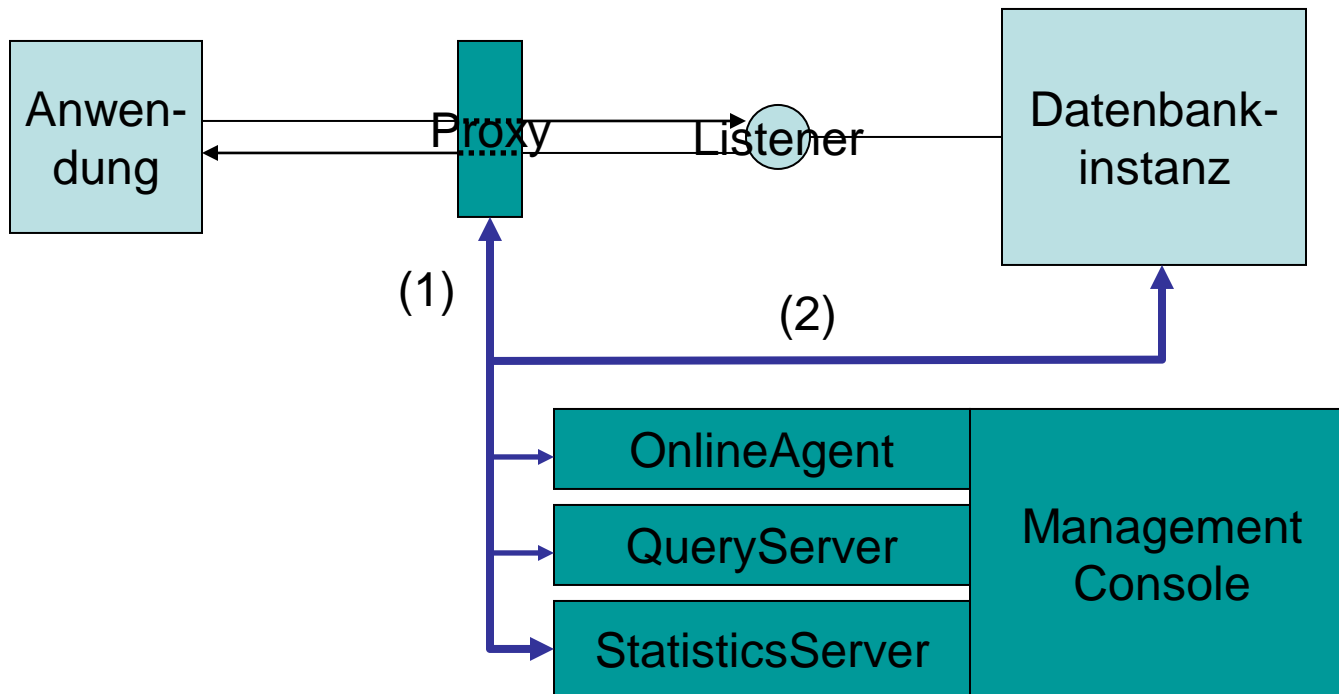 Anwen-
dung
Proxy
Listener
Datenbank-
instanz
(1)
(2)
OnlineAgent
QueryServer
StatisticsServer
Management
Console